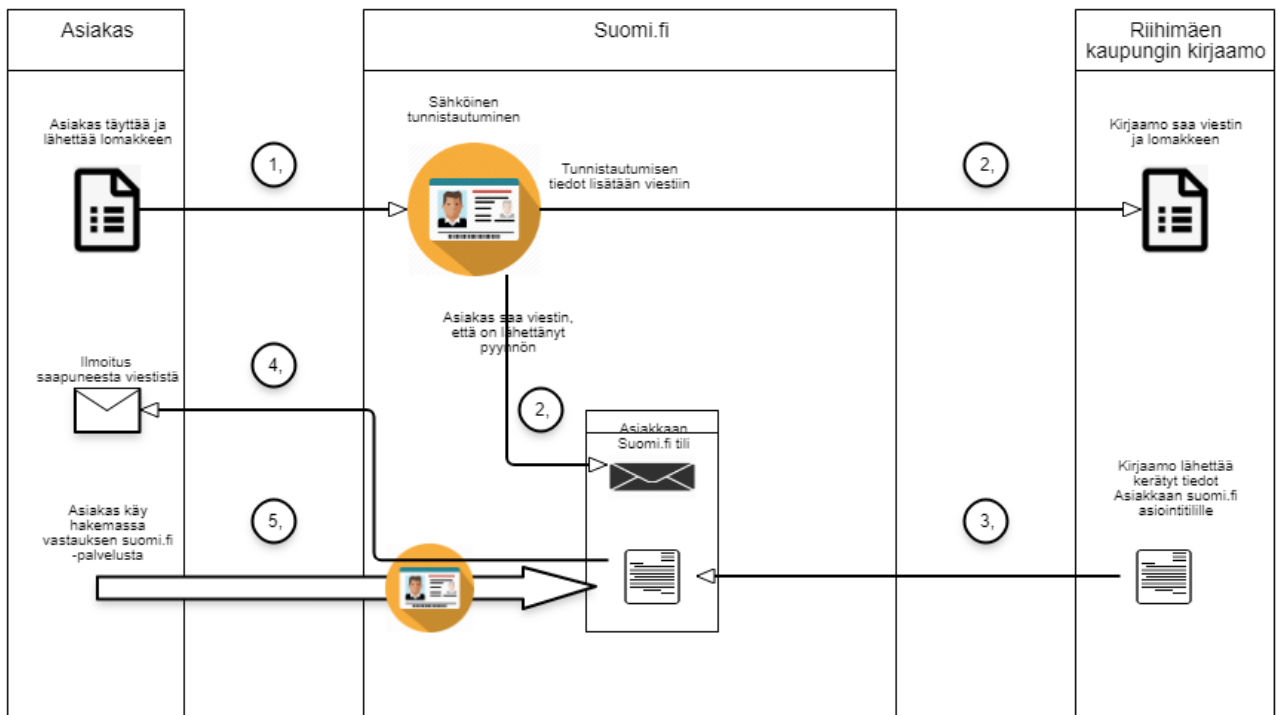 Asiakas
Suomi.fi
Riihimäen
kaupungin kirjaamo
Asiakas täyttää ja
lähettää lomakkeen
1,
Sähköinen
tunnistautuminen
Tunnistautumisen
tiedot lisätään viestiin
2,
Kirjaamo saa viestin
ja lomakkeen
Asiakas saa viestin,
että on lähettänyt
pyynnön
2,
Ilmoitus
saapuneesta viestistä
4,
Asiakkaan
Suomi.fi tili
Kirjaamo lähettää
kerätyt tiedot
Asiakkaan suomi.fi
asiointitilille
3,
Asiakas käy
hakemassa
vastauksen suomi.fi
-palvelusta
5,